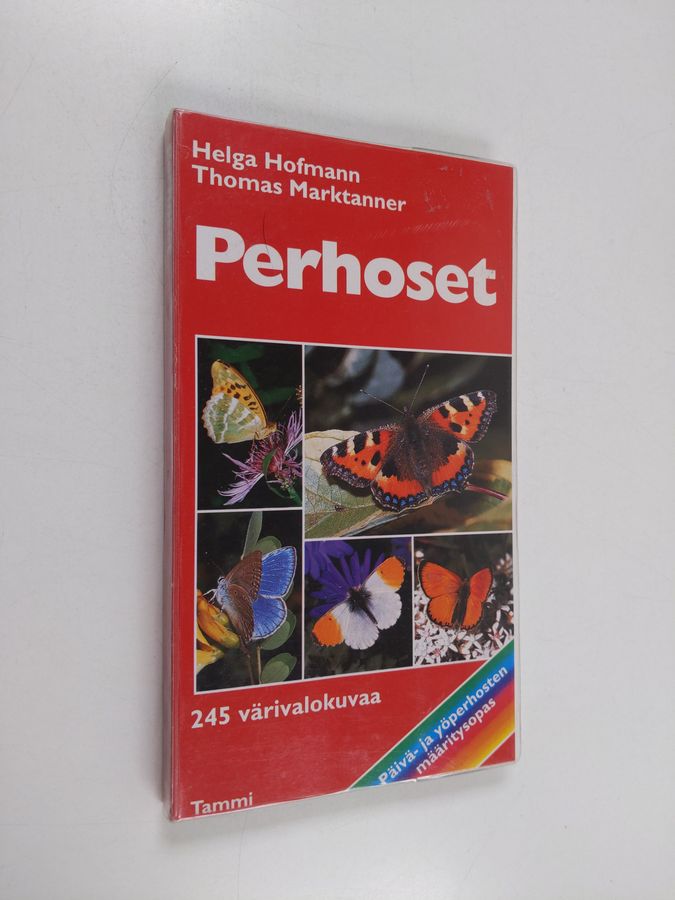 Helga Hofmann
Thomas Marktanner
Perhoset
245 värivalokuvaa
Päivä- ja yöperhosten
määritysopas
Tammi